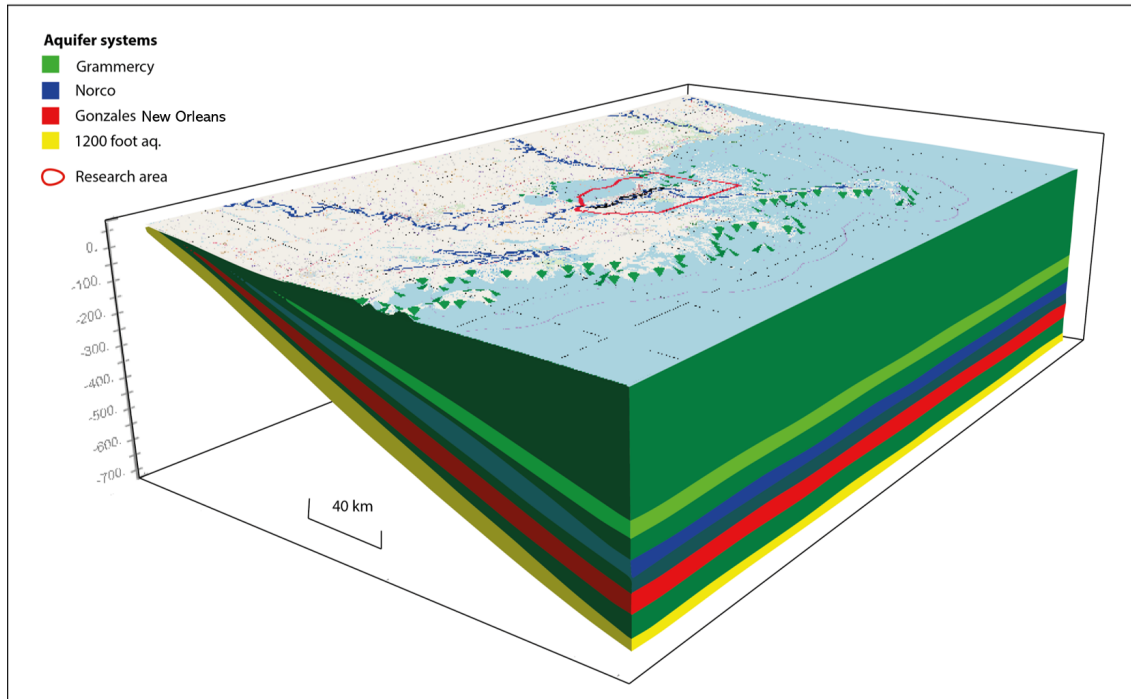 Aquifer systems
Grammercy
Norco
Gonzales New Orleans
1200 foot aq.
Research area
0.
-100.
-200.
-300.
-400.
-500.
-600.
-700.
40 km